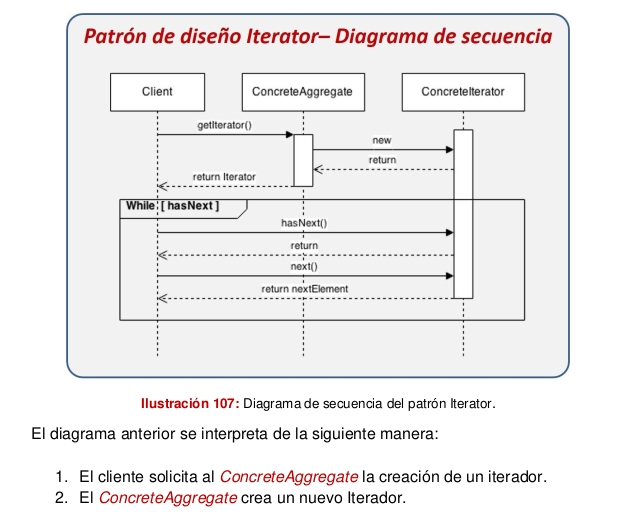 Patrón de diseño Iterator– Diagrama de secuencia
Client
ConcreteAggregate
ConcreteIterator
getIterator()
new
return
return Iterator
While [ hasNext ]
hasNext()
return
next()
return nextElement
Ilustración 107: Diagrama de secuencia del patrón Iterator.
El diagrama anterior se interpreta de la siguiente manera:
1. El cliente solicita al ConcreteAggregate la creación de un iterador.
2. El ConcreteAggregate crea un nuevo Iterador.